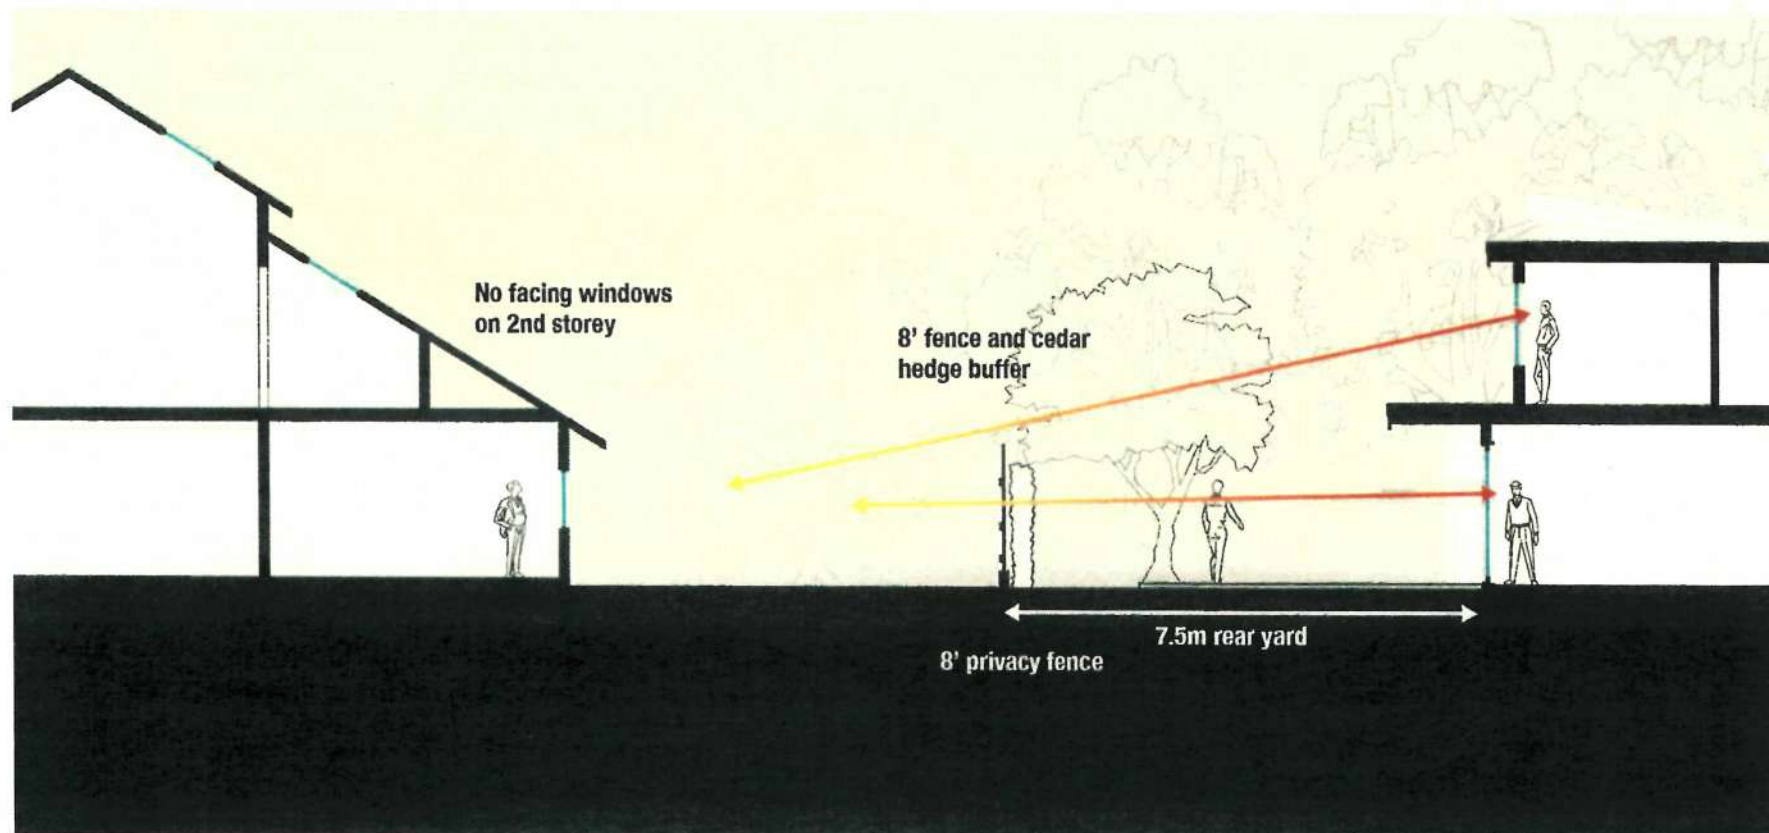 No facing windows
on 2nd storey
8' fence and cedar
hedge buffer
7.5m rear yard
8' privacy fence